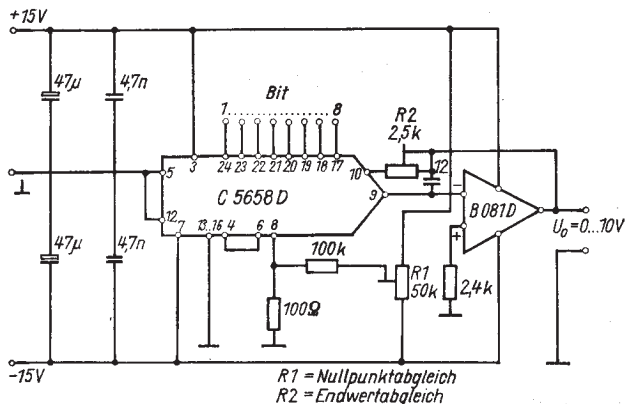 +15V
47µ
4,7n
1 Bit 8
3 24 23 22 21 20 19 18 17
R2
2,5k
10
12
5
C 5658 D
9
−
B 081 D
+
U₀=0...10V
12
7 13..16 4 6 8
47µ
4,7n
100k
R1
50k
2,4k
100Ω
−15V
R1 = Nullpunktabgleich
R2 = Endwertabgleich